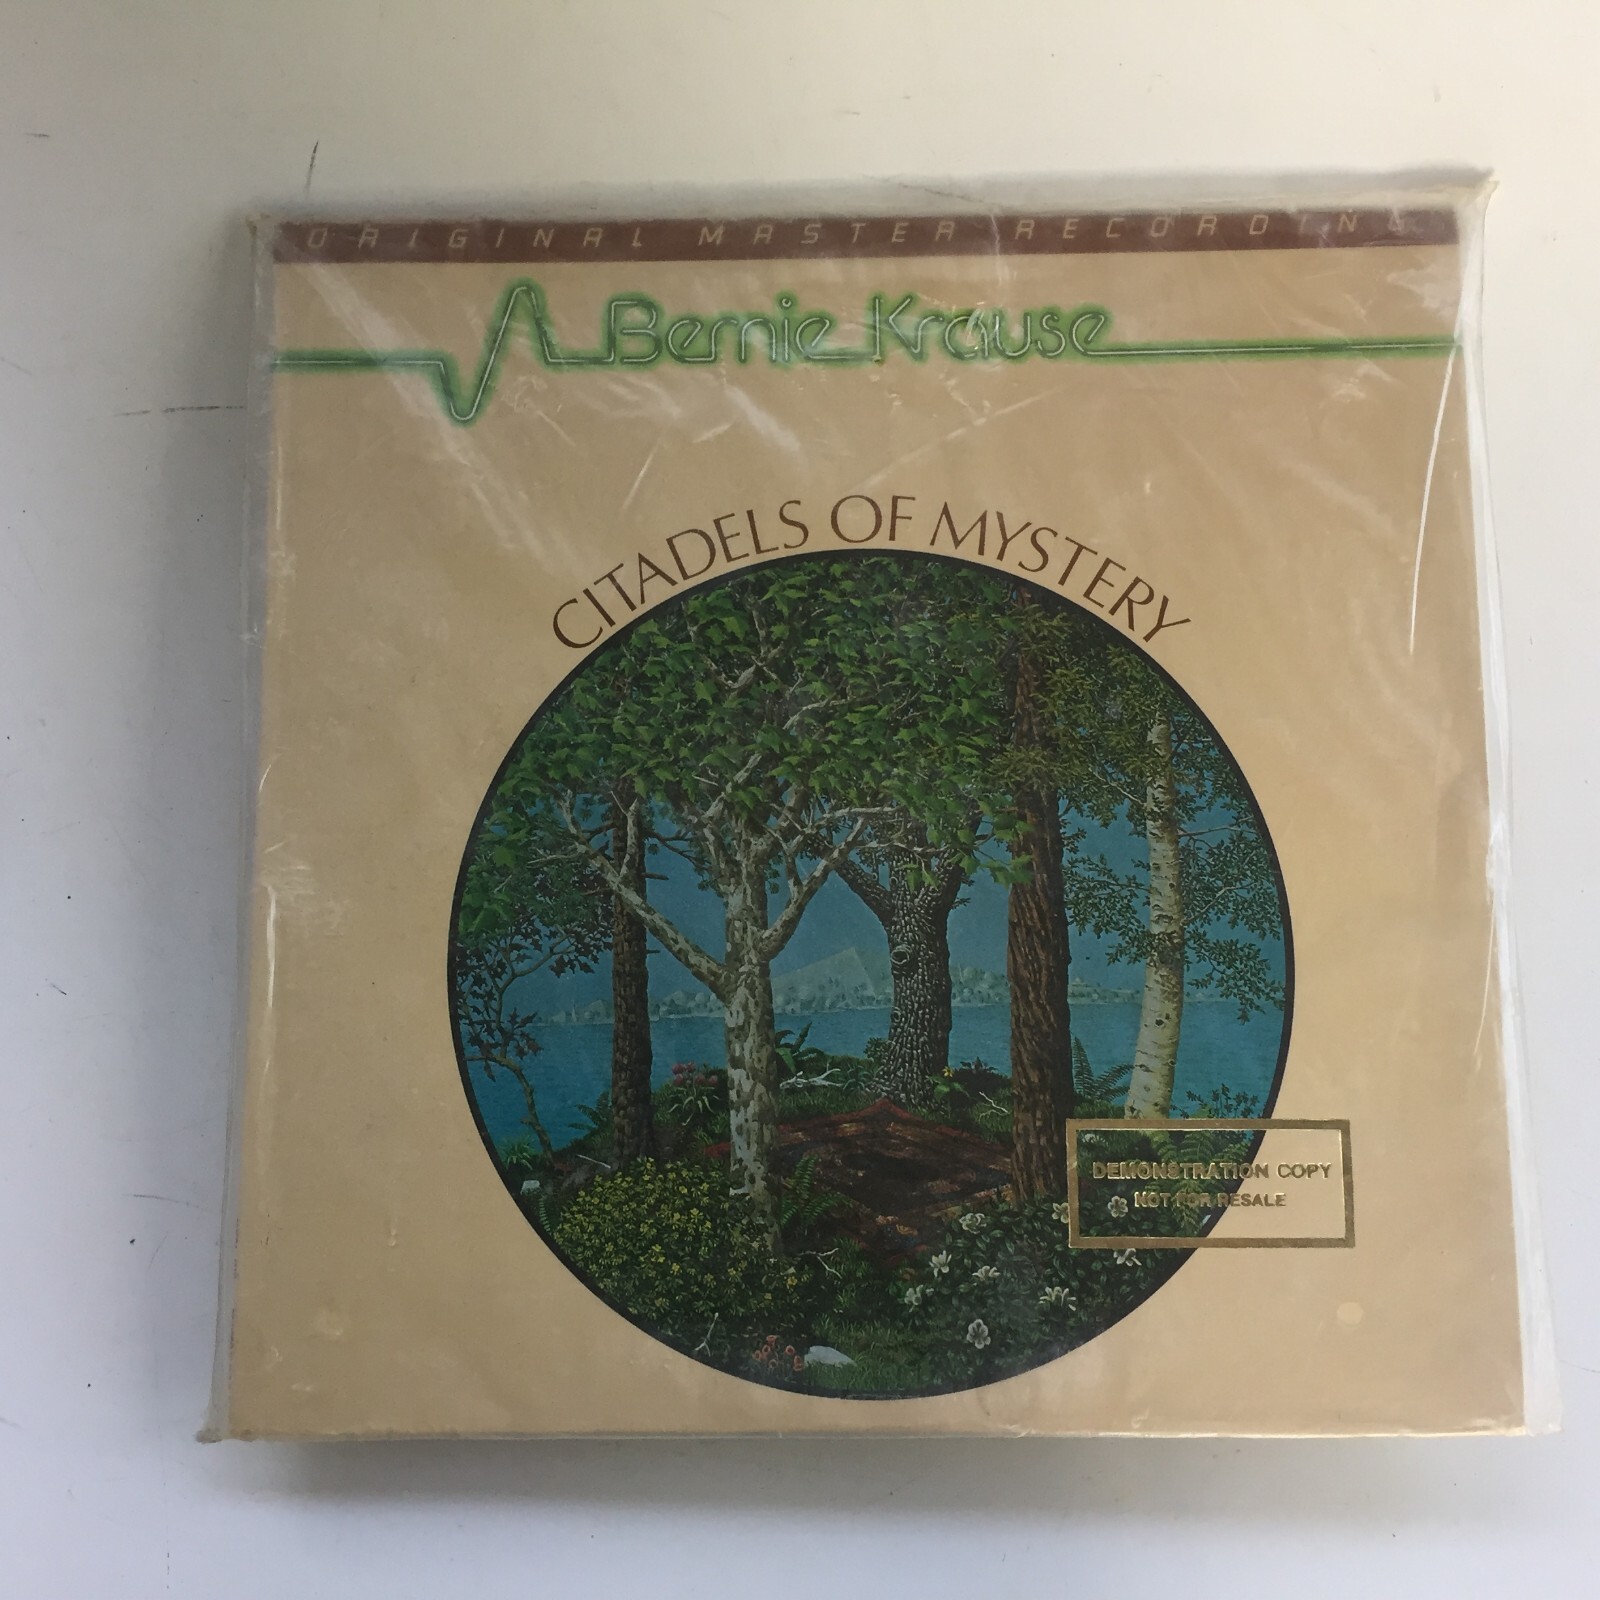 ORIGINAL MASTER RECORDING
Bernie Krause
CITADELS OF MYSTERY
DEMONSTRATION COPY
NOT FOR RESALE